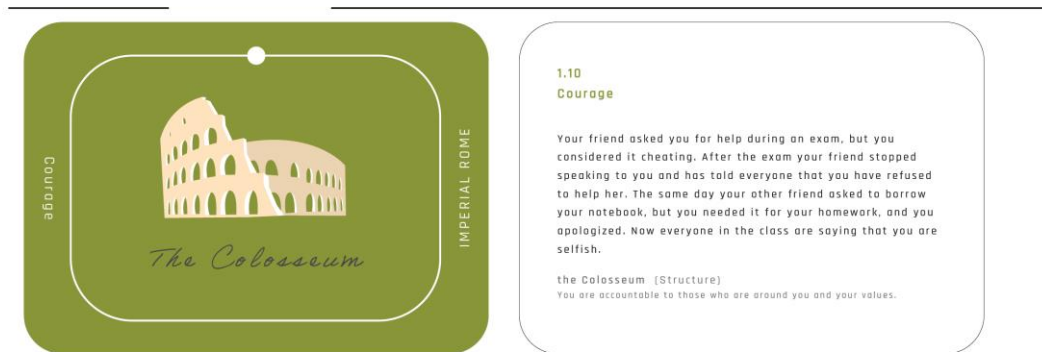 Courage
The Colosseum
IMPERIAL ROME
1.10
Courage
Your friend asked you for help during an exam, but you
considered it cheating. After the exam your friend stopped
speaking to you and has told everyone that you have refused
to help her. The same day your other friend asked to borrow
your notebook, but you needed it for your homework, and you
apologized. Now everyone in the class are saying that you are
selfish.
the Colosseum (Structure)
You are accountable to those who are around you and your values.